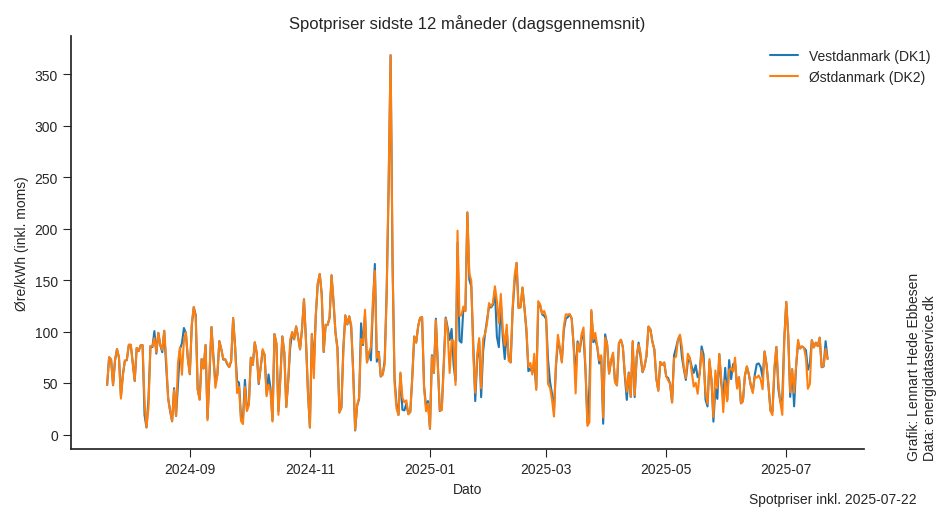 Spotpriser sidste 12 måneder (dagsgennemsnit)
Vestdanmark (DK1)
Østdanmark (DK2)
Øre/kWh (inkl. moms)
350
300
250
200
150
100
50
0
2024-09
2024-11
2025-01
2025-03
2025-05
2025-07
Dato
Grafik: Lennart Hede Ebbesen
Data: energidataservice.dk
Spotpriser inkl. 2025-07-22